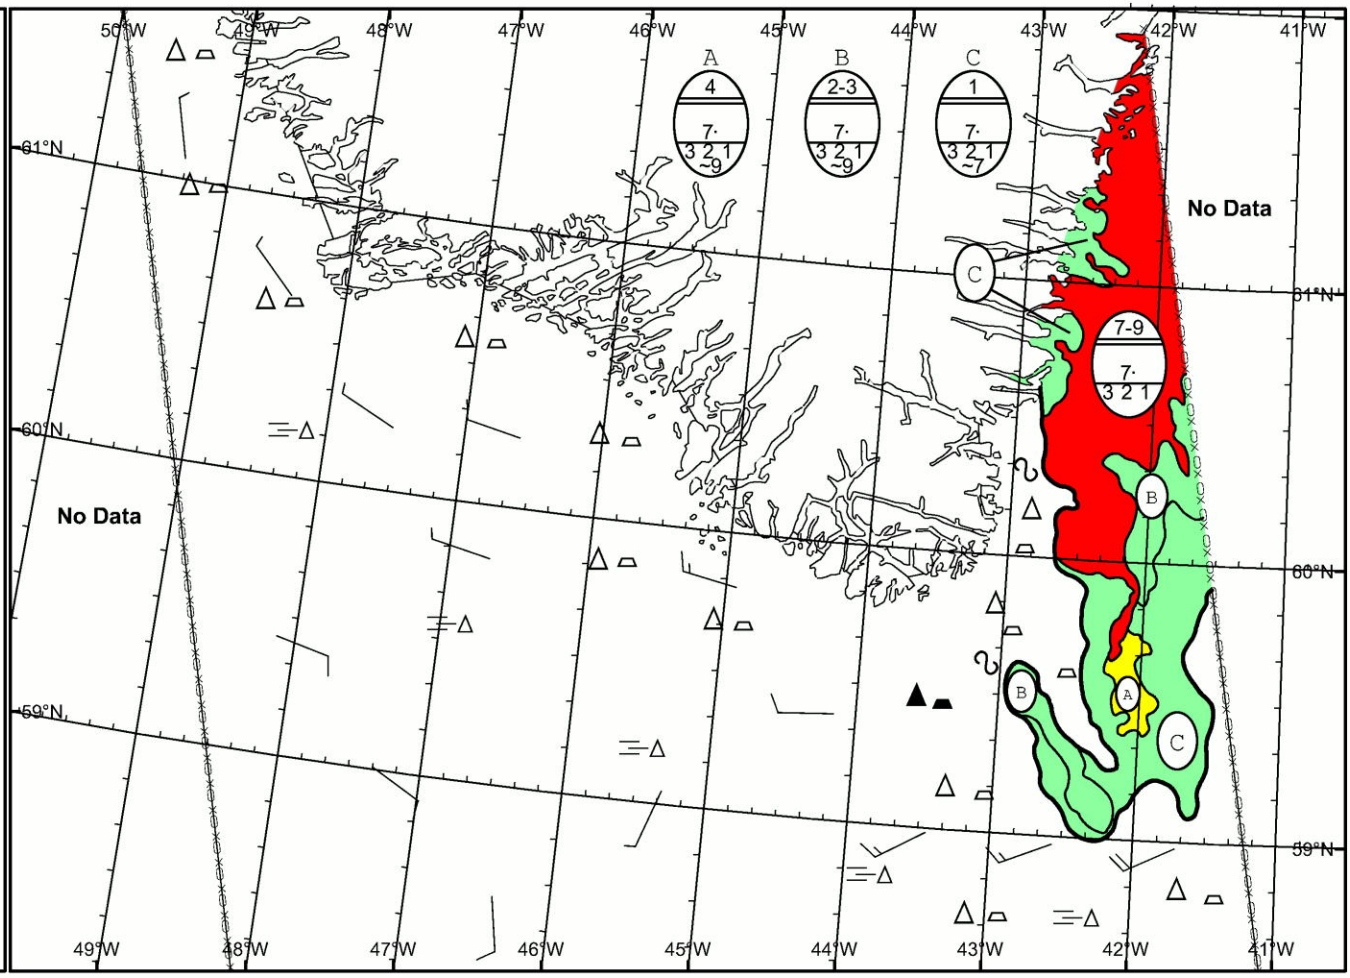 50°W 49°W 48°W 47°W 46°W 45°W 44°W 43°W 42°W 41°W
A B C
4 2-3 1
7· 7· 7·
3 2 1 3 2 1 3 2 1
~9 ~9 ~7
61°N
No Data
C
61°N
7-9
7·
3 2 1
60°N
B
No Data
60°N
B A
59°N
C
59°N
49°W 48°W 47°W 46°W 45°W 44°W 43°W 42°W 41°W